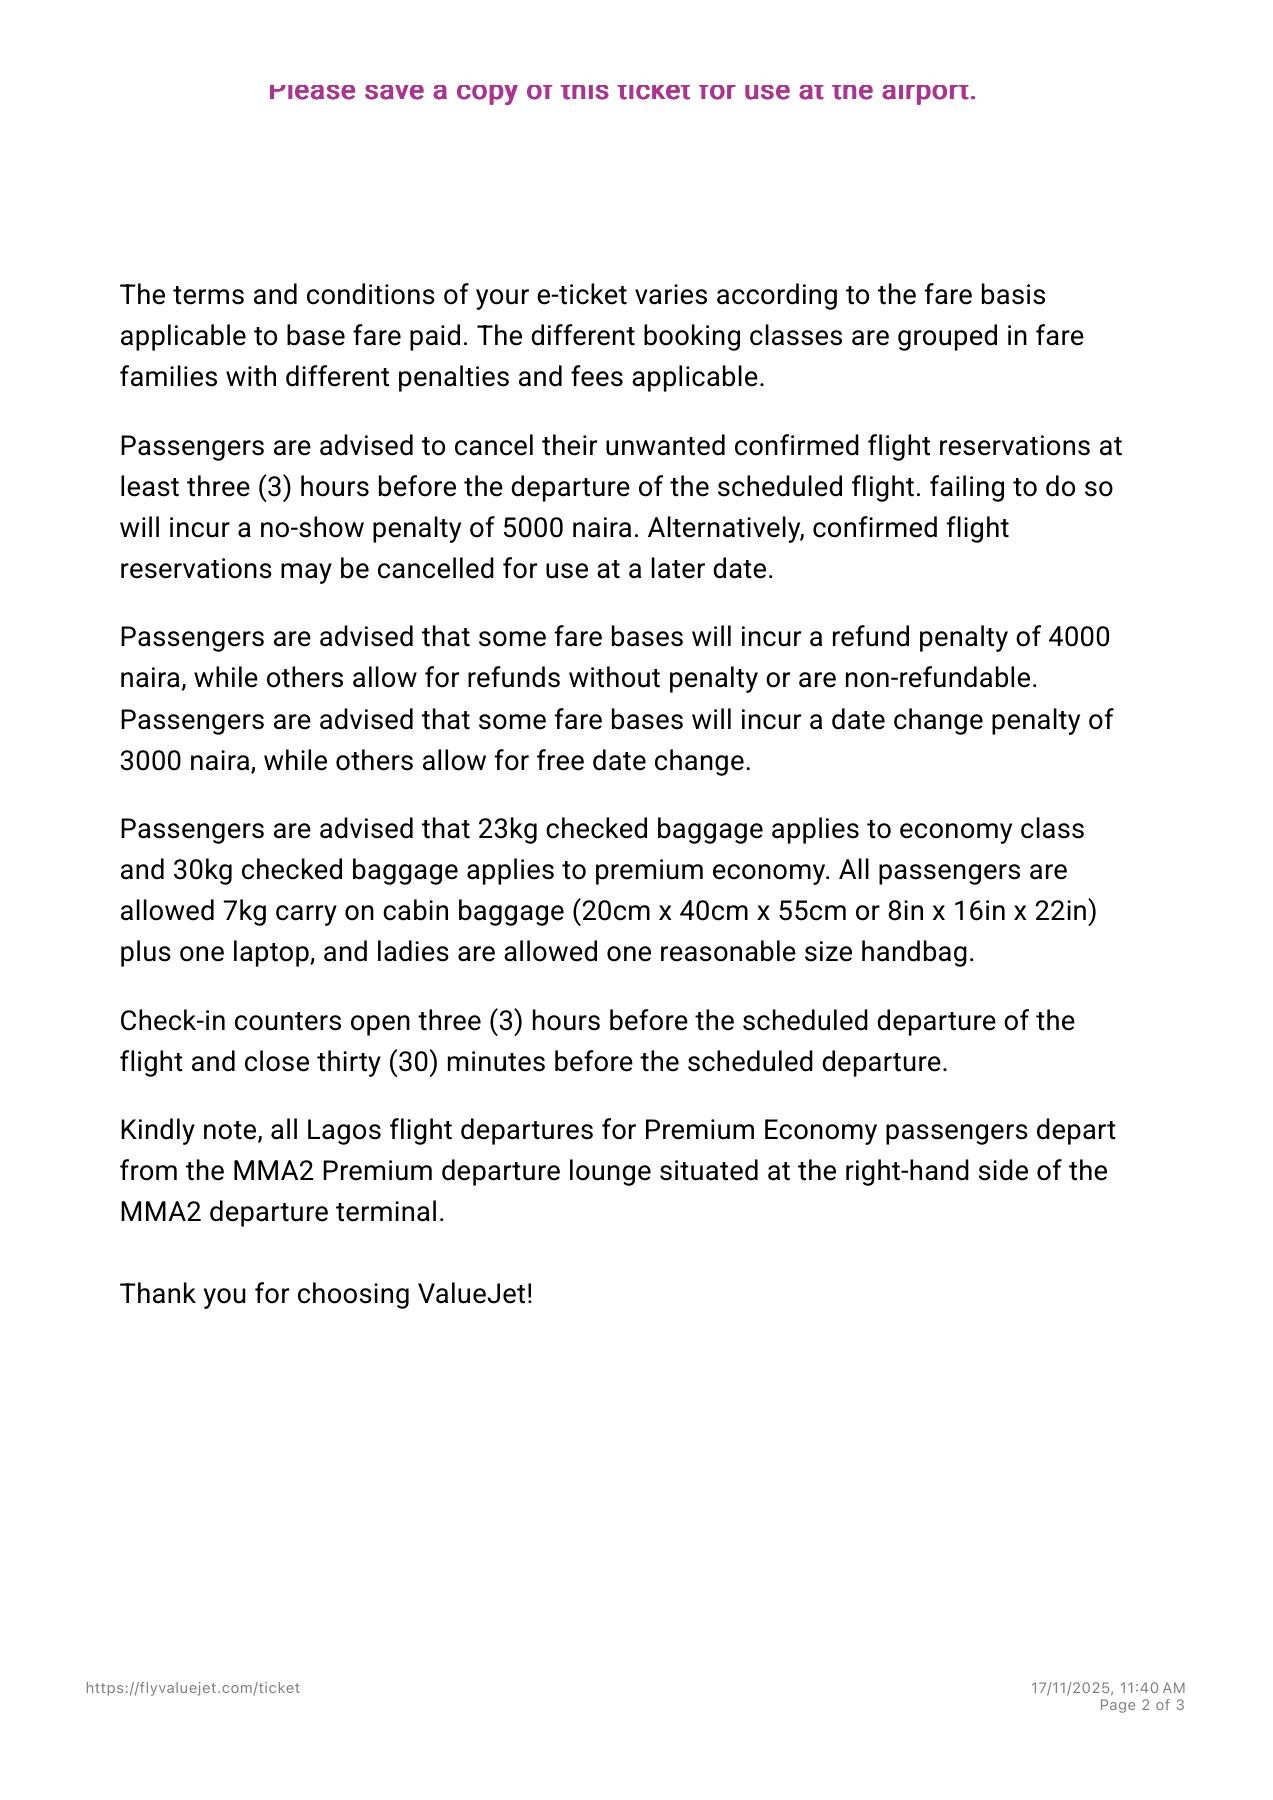 Please save a copy of this ticket for use at the airport.
The terms and conditions of your e-ticket varies according to the fare basis
applicable to base fare paid. The different booking classes are grouped in fare
families with different penalties and fees applicable.
Passengers are advised to cancel their unwanted confirmed flight reservations at
least three (3) hours before the departure of the scheduled flight. failing to do so
will incur a no-show penalty of 5000 naira. Alternatively, confirmed flight
reservations may be cancelled for use at a later date.
Passengers are advised that some fare bases will incur a refund penalty of 4000
naira, while others allow for refunds without penalty or are non-refundable.
Passengers are advised that some fare bases will incur a date change penalty of
3000 naira, while others allow for free date change.
Passengers are advised that 23kg checked baggage applies to economy class
and 30kg checked baggage applies to premium economy. All passengers are
allowed 7kg carry on cabin baggage (20cm x 40cm x 55cm or 8in x 16in x 22in)
plus one laptop, and ladies are allowed one reasonable size handbag.
Check-in counters open three (3) hours before the scheduled departure of the
flight and close thirty (30) minutes before the scheduled departure.
Kindly note, all Lagos flight departures for Premium Economy passengers depart
from the MMA2 Premium departure lounge situated at the right-hand side of the
MMA2 departure terminal.
Thank you for choosing ValueJet!
https://flyvaluejet.com/ticket
17/11/2025, 11:40 AM
Page 2 of 3